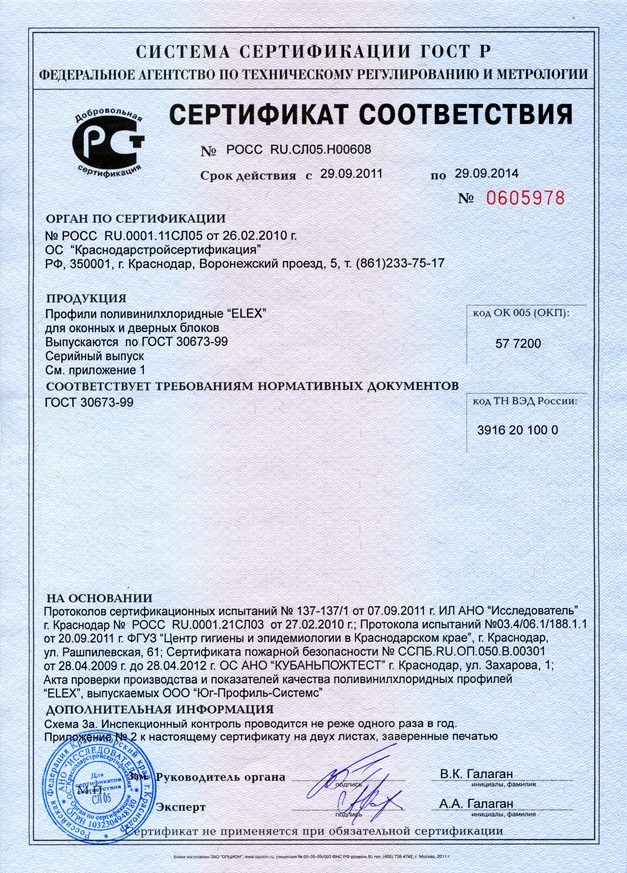 СИСТЕМА СЕРТИФИКАЦИИ ГОСТ Р
ФЕДЕРАЛЬНОЕ АГЕНТСТВО ПО ТЕХНИЧЕСКОМУ РЕГУЛИРОВАНИЮ И МЕТРОЛОГИИ
Добровольная
РСТ
сертификация
СЕРТИФИКАТ СООТВЕТСТВИЯ
№ РОСС RU.СЛ05.Н00608
Срок действия с 29.09.2011 по 29.09.2014
№ 0605978
ОРГАН ПО СЕРТИФИКАЦИИ
№ РОСС RU.0001.11СЛ05 от 26.02.2010 г.
ОС “Краснодарстройсертификация”
РФ, 350001, г. Краснодар, Воронежский проезд, 5, т. (861)233-75-17
ПРОДУКЦИЯ
Профили поливинилхлоридные “ELEX”
для оконных и дверных блоков
Выпускаются по ГОСТ 30673-99
Серийный выпуск
См. приложение 1
код ОК 005 (ОКП):
57 7200
СООТВЕТСТВУЕТ ТРЕБОВАНИЯМ НОРМАТИВНЫХ ДОКУМЕНТОВ
ГОСТ 30673-99
код ТН ВЭД России:
3916 20 100 0
НА ОСНОВАНИИ
Протоколов сертификационных испытаний № 137-137/1 от 07.09.2011 г. ИЛ АНО “Исследователь”
г. Краснодар № РОСС RU.0001.21СЛ03 от 27.02.2010 г.; Протокола испытаний №03.4/06.1/188.1.1
от 20.09.2011 г. ФГУЗ “Центр гигиены и эпидемиологии в Краснодарском крае”, г. Краснодар,
ул. Рашпилевская, 61; Сертификата пожарной безопасности № ССПБ.RU.ОП.050.В.00301
от 28.04.2009 г. до 28.04.2012 г. ОС АНО “КУБАНЬПОЖТЕСТ” г. Краснодар, ул. Захарова, 1;
Акта проверки производства и показателей качества поливинилхлоридных профилей
“ELEX”, выпускаемых ООО “Юг-Профиль-Системс”
ДОПОЛНИТЕЛЬНАЯ ИНФОРМАЦИЯ
Схема 3а. Инспекционный контроль проводится не реже одного раза в год.
Приложение № 2 к настоящему сертификату на двух листах, заверенные печатью
Зам. Руководитель органа
подпись
В.К. Галаган
инициалы, фамилия
М.П.
Эксперт
подпись
А.А. Галаган
инициалы, фамилия
Для
сертификатов
соответствия
СЛ 05
Сертификат не применяется при обязательной сертификации